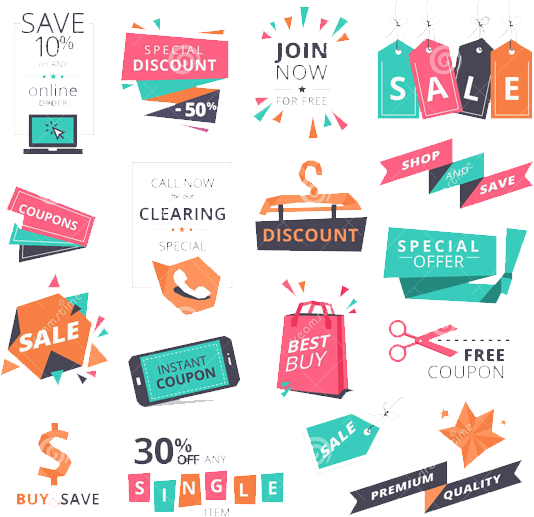 SAVE
10%
ON ANY
online
ORDER
SPECIAL
DISCOUNT
- 50%
JOIN
NOW
FOR FREE
SALE
SHOP
AND
SAVE
COUPONS
CALL NOW
CLEARING
SPECIAL
DISCOUNT
SPECIAL
OFFER
SALE
INSTANT
COUPON
BEST
BUY
FREE
COUPON
BUY & SAVE
30%
OFF ANY
SINGLE
ITEM
SALE
PREMIUM
QUALITY